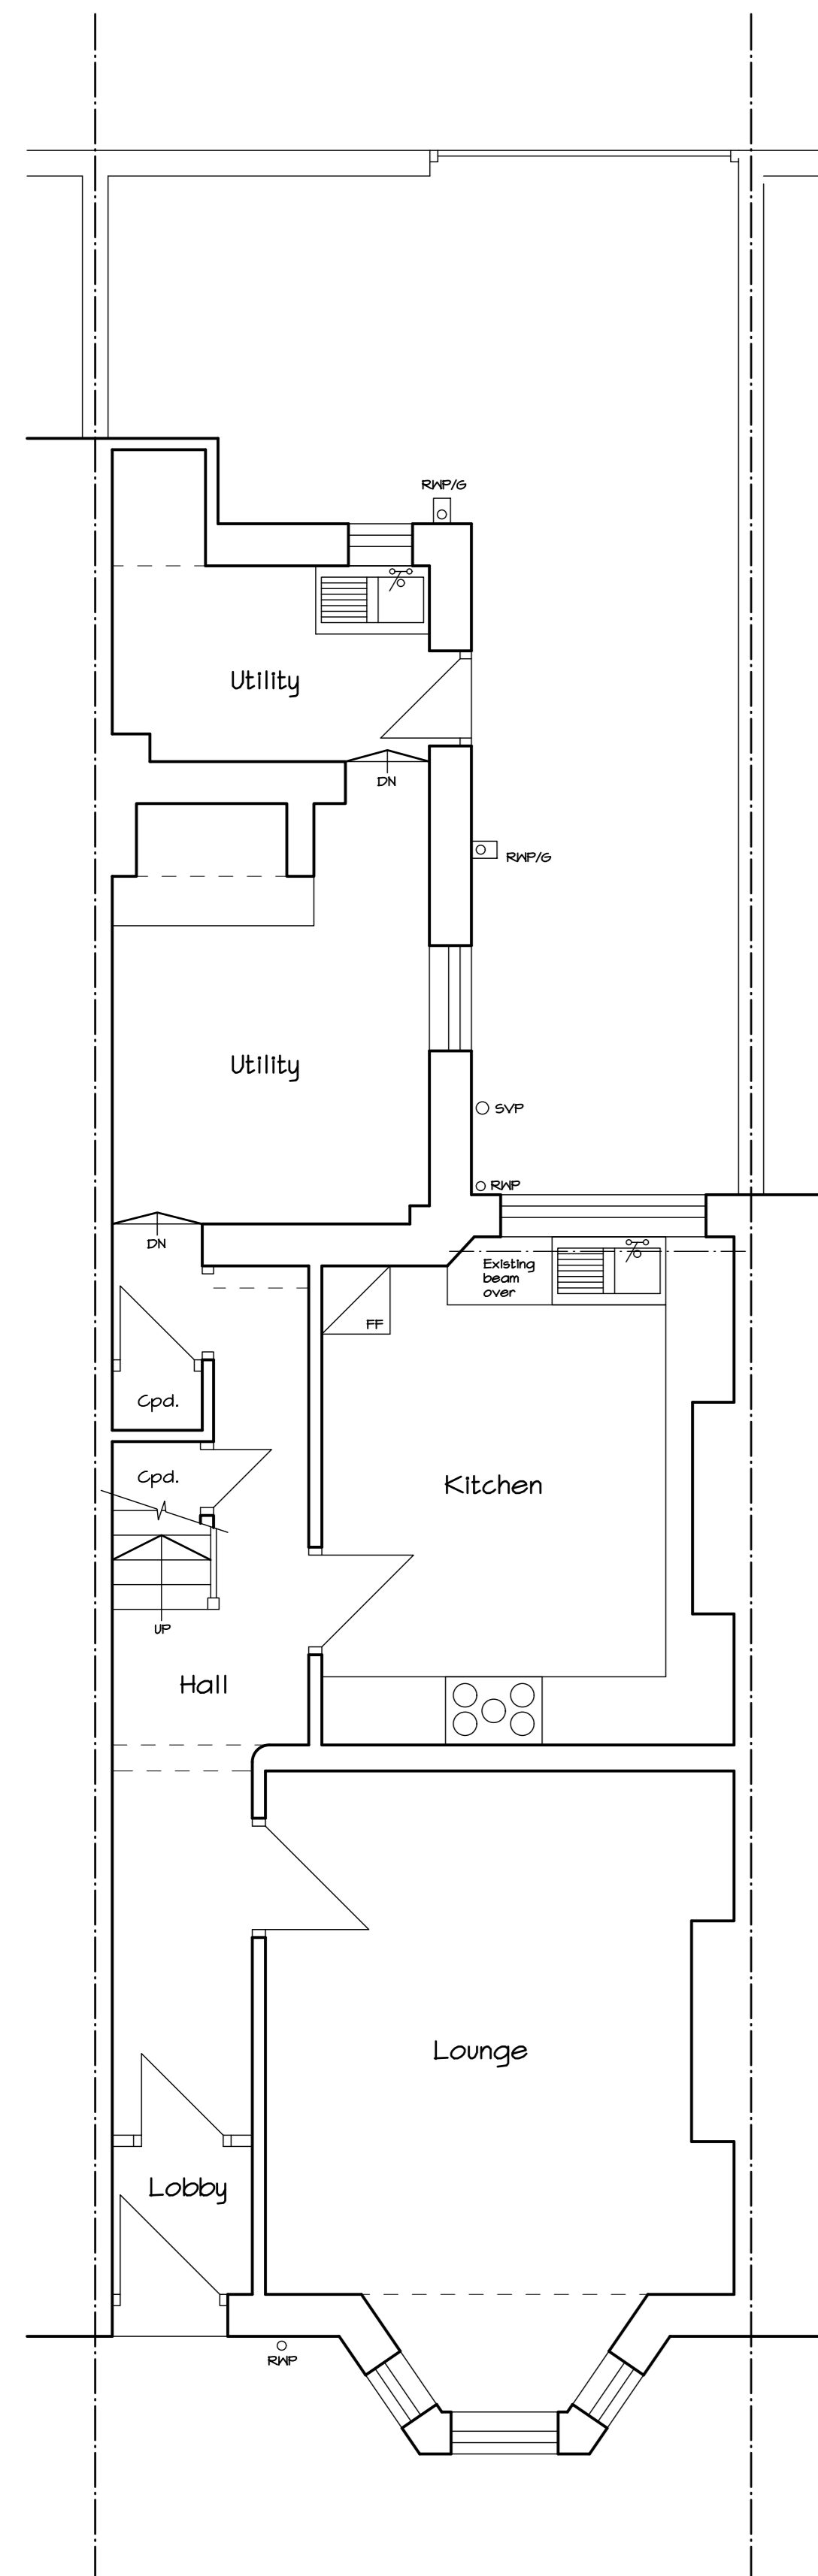 RWP/G
Utility
DN
RWP/G
Utility
SVP
RWP
DN
Existing
beam
over
FF
Cpd.
Cpd.
Kitchen
UP
Hall
Lounge
Lobby
RWP